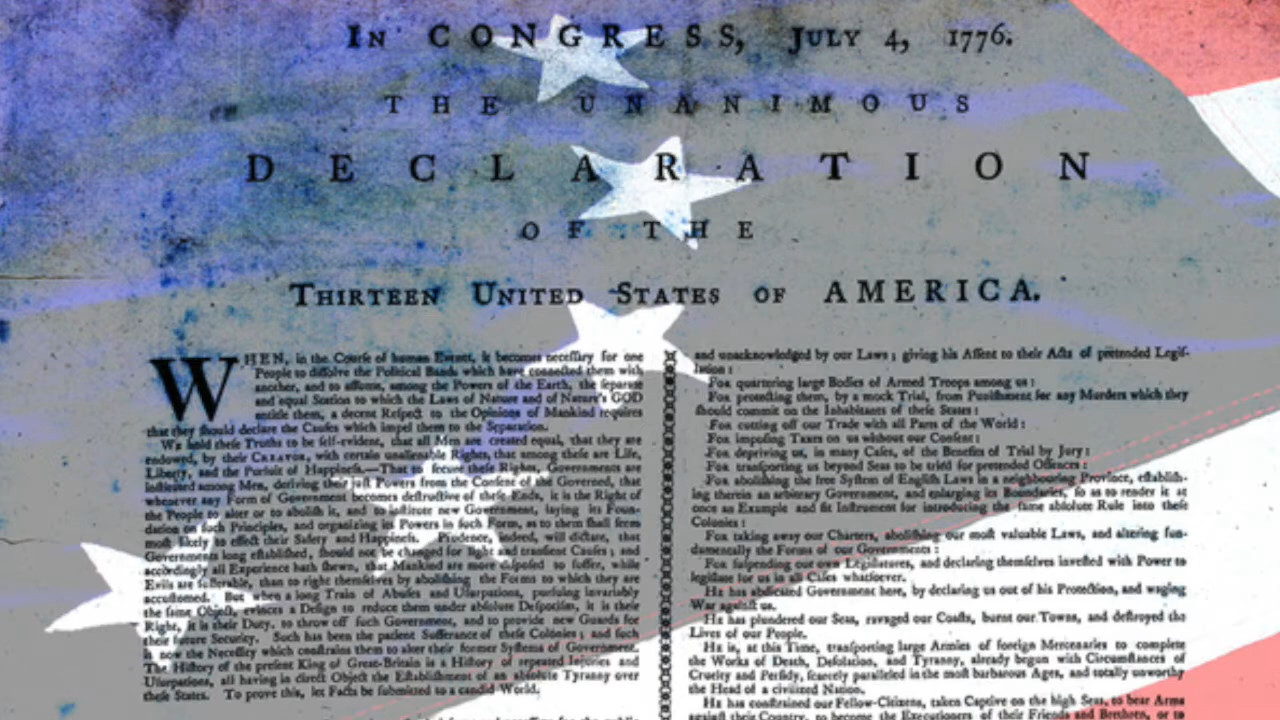 In CONGRESS, July 4, 1776.
THE UNANIMOUS
DECLARATION
OF THE
Thirteen United States of AMERICA.
WHEN, in the Courſe of human Events, it becomes neceſſary for one
People to diſſolve the Political Bands which have connected them with
another, and to aſſume, among the Powers of the Earth, the ſeparate
and equal Station to which the Laws of Nature and of Nature's GOD
entitle them, a decent Reſpect to the Opinions of Mankind requires
that they ſhould declare the Cauſes which impel them to the Separation.
We hold theſe Truths to be ſelf-evident, that all Men are created equal, that they are
endowed, by their Creator, with certain unalienable Rights, that among theſe are Life,
Liberty, and the Purſuit of Happineſs.—That to ſecure theſe Rights, Governments are
inſtituted among Men, deriving their juſt Powers from the Conſent of the Governed, that
whenever any Form of Government becomes deſtructive of theſe Ends, it is the Right of
the People to alter or to aboliſh it, and to inſtitute new Government, laying its Foun-
dation on ſuch Principles, and organizing its Powers in ſuch Form, as to them ſhall ſeem
moſt likely to effect their Safety and Happineſs. Prudence, indeed, will dictate, that
Governments long eſtabliſhed, ſhould not be changed for light and tranſient Cauſes; and
accordingly all Experience hath ſhewn, that Mankind are more diſpoſed to ſuffer, while
Evils are ſufferable, than to right themſelves by aboliſhing the Forms to which they are
accuſtomed. But when a long Train of Abuſes and Uſurpations, purſuing invariably
the ſame Object, evinces a Deſign to reduce them under abſolute Deſpotiſm, it is their
Right, it is their Duty, to throw off ſuch Government, and to provide new Guards for
their future Security. Such has been the patient Sufferance of theſe Colonies; and ſuch
is now the Neceſſity which conſtrains them to alter their former Syſtems of Government.
The Hiſtory of the preſent King of Great-Britain is a Hiſtory of repeated Injuries and
Uſurpations, all having in direct Object the Eſtabliſhment of an abſolute Tyranny over
theſe States. To prove this, let Facts be ſubmitted to a candid World.
and unacknowledged by our Laws; giving his Aſſent to their Acts of pretended Legiſ-
lation:
For quartering large Bodies of Armed Troops among us:
For protecting them, by a mock Trial, from Puniſhment for any Murders which they
ſhould commit on the Inhabitants of theſe States:
For cutting off our Trade with all Parts of the World:
For impoſing Taxes on us without our Conſent:
For depriving us, in many Caſes, of the Benefits of Trial by Jury:
For tranſporting us beyond Seas to be tried for pretended Offences:
For aboliſhing the free Syſtem of Engliſh Laws in a neighbouring Province, eſtabliſh-
ing therein an arbitrary Government, and enlarging its Boundaries, ſo as to render it at
once an Example and fit Inſtrument for introducing the ſame abſolute Rule into theſe
Colonies:
For taking away our Charters, aboliſhing our moſt valuable Laws, and altering fun-
damentally the Forms of our Governments:
For ſuſpending our own Legiſlatures, and declaring themſelves inveſted with Power to
legiſlate for us in all Caſes whatſoever.
He has abdicated Government here, by declaring us out of his Protection, and waging
War againſt us.
He has plundered our Seas, ravaged our Coaſts, burnt our Towns, and deſtroyed the
Lives of our People.
He is, at this Time, tranſporting large Armies of foreign Mercenaries to complete
the Works of Death, Deſolation, and Tyranny, already begun with Circumſtances of
Cruelty and Perfidy, ſcarcely paralleled in the moſt barbarous Ages, and totally unworthy
the Head of a civilized Nation.
He has conſtrained our Fellow-Citizens, taken Captive on the high Seas, to bear Arms
againſt their Country, to become the Executioners of their Friends and Brethren, or to